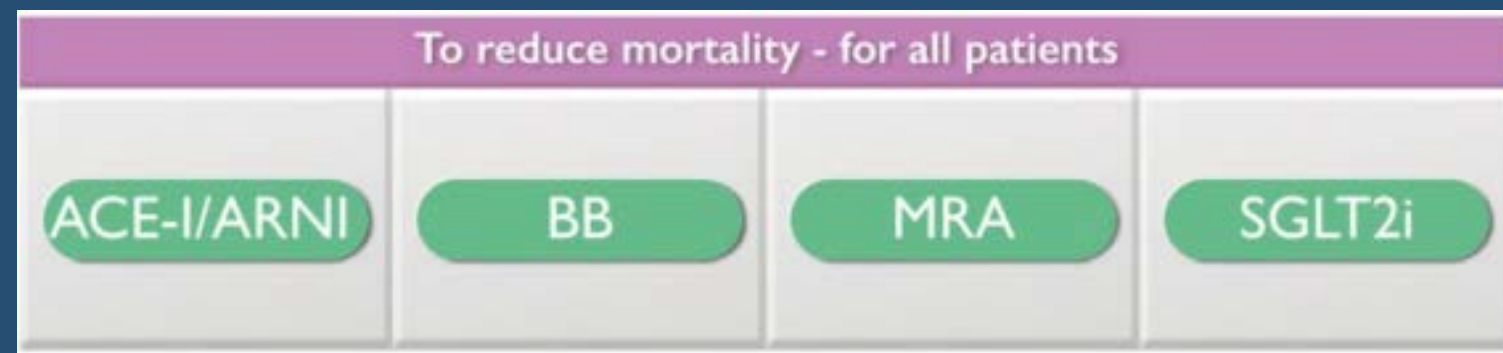 To reduce mortality - for all patients
ACE-I/ARNI BB MRA SGLT2i